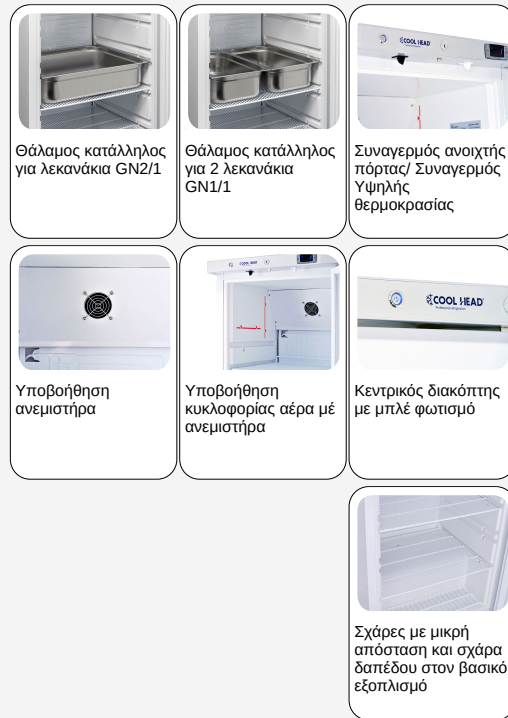 COOL HEAD
Θάλαμος κατάλληλος
για λεκανάκια GN2/1
Θάλαμος κατάλληλος
για 2 λεκανάκια
GN1/1
Συναγερμός ανοιχτής
πόρτας/ Συναγερμός
Υψηλής
θερμοκρασίας
COOL HEAD
COOL HEAD
Υποβοήθηση
ανεμιστήρα
Υποβοήθηση
κυκλοφορίας αέρα μέ
ανεμιστήρα
Κεντρικός διακόπτης
με μπλέ φωτισμό
Σχάρες με μικρή
απόσταση και σχάρα
δαπέδου στον βασικό
εξοπλισμό